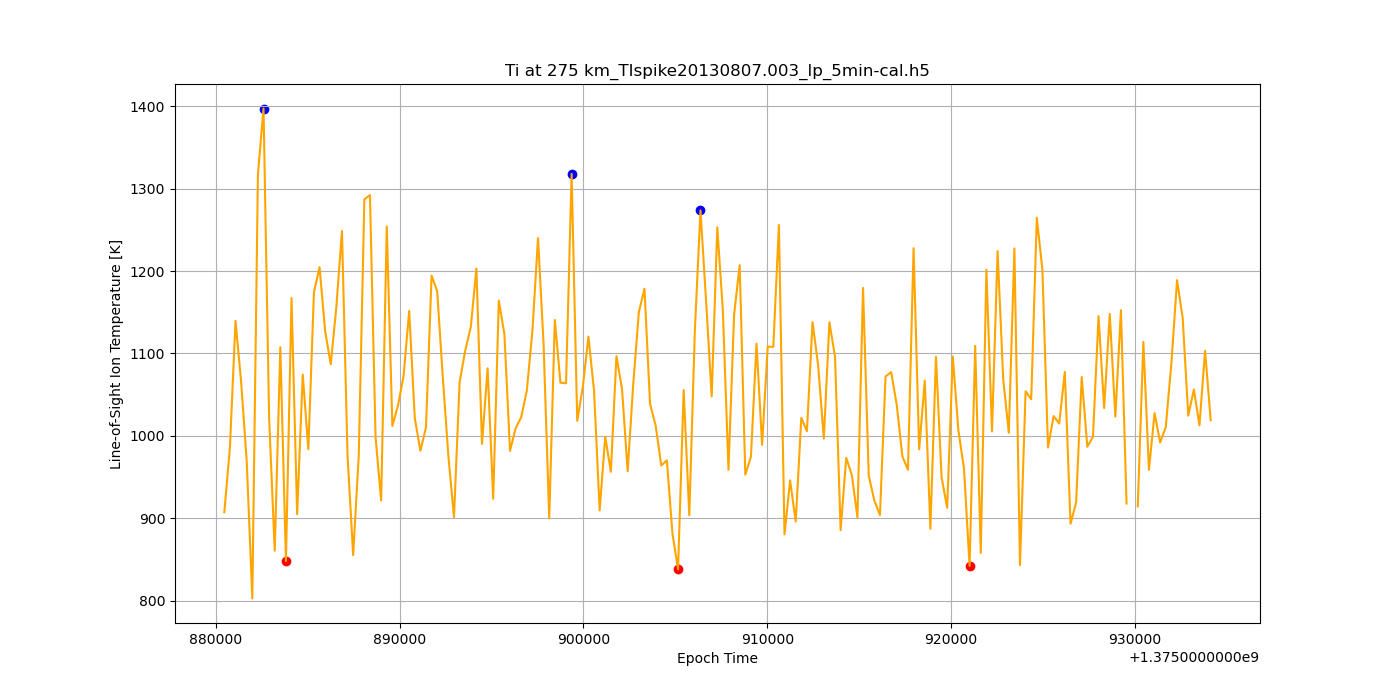 Ti at 275 km_TIspike20130807.003_lp_5min-cal.h5
Line-of-Sight Ion Temperature [K]
1400
1300
1200
1100
1000
900
800
880000 890000 900000 910000 920000 930000
Epoch Time
+1.3750000000e9